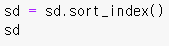 sd = sd.sort_index()
sd